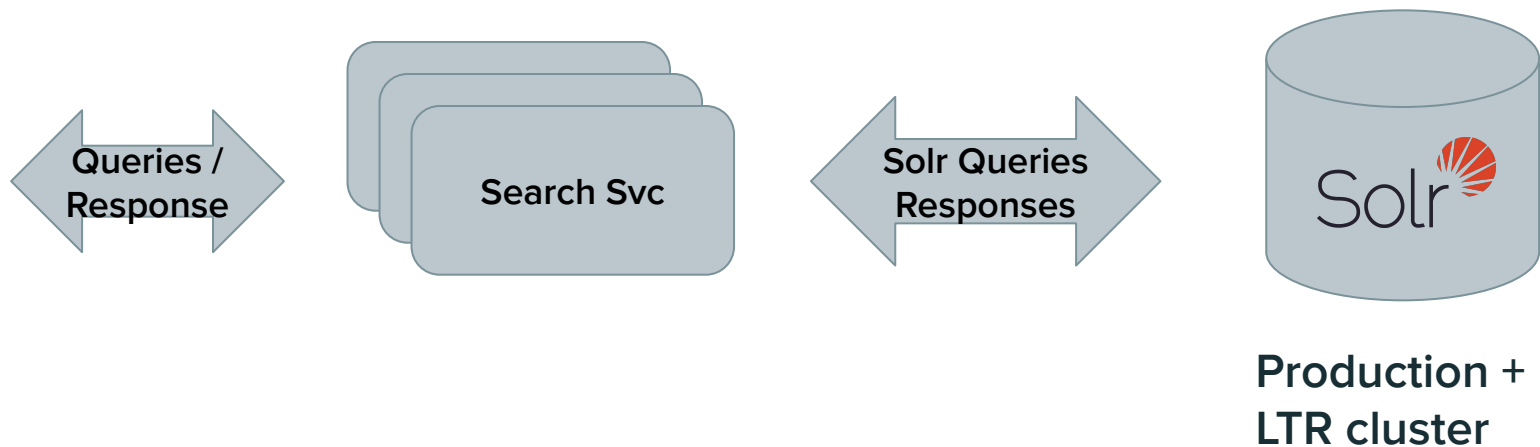 Queries /
Response
Search Svc
Solr Queries
Responses
Solr
Production +
LTR cluster